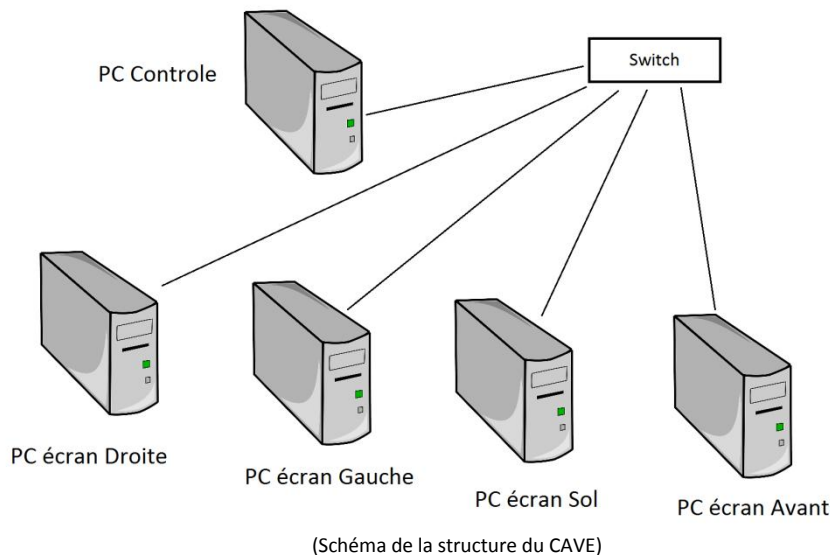 Switch
PC Controle
PC écran Droite
PC écran Gauche
PC écran Sol
PC écran Avant
(Schéma de la structure du CAVE)